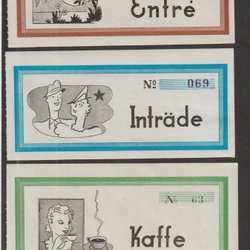 Entré
Nº 069
Inträde
Nº 63
Kaffe